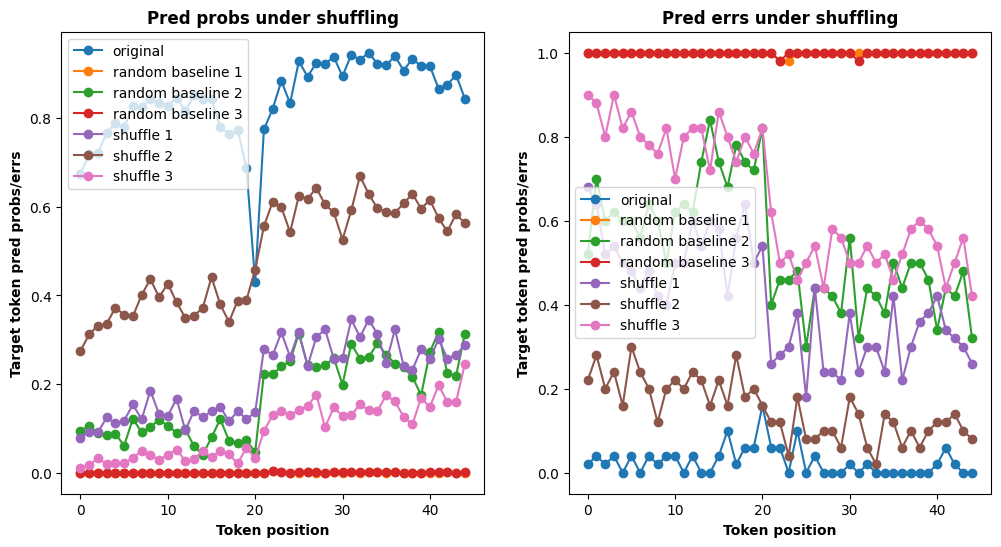 Pred probs under shuffling
Target token pred probs/errs
0.8
0.6
0.4
0.2
0.0
original
random baseline 1
random baseline 2
random baseline 3
shuffle 1
shuffle 2
shuffle 3
0
10
20
30
40
Token position
Pred errs under shuffling
Target token pred probs/errs
1.0
0.8
0.6
0.4
0.2
0.0
original
random baseline 1
random baseline 2
random baseline 3
shuffle 1
shuffle 2
shuffle 3
0
10
20
30
40
Token position